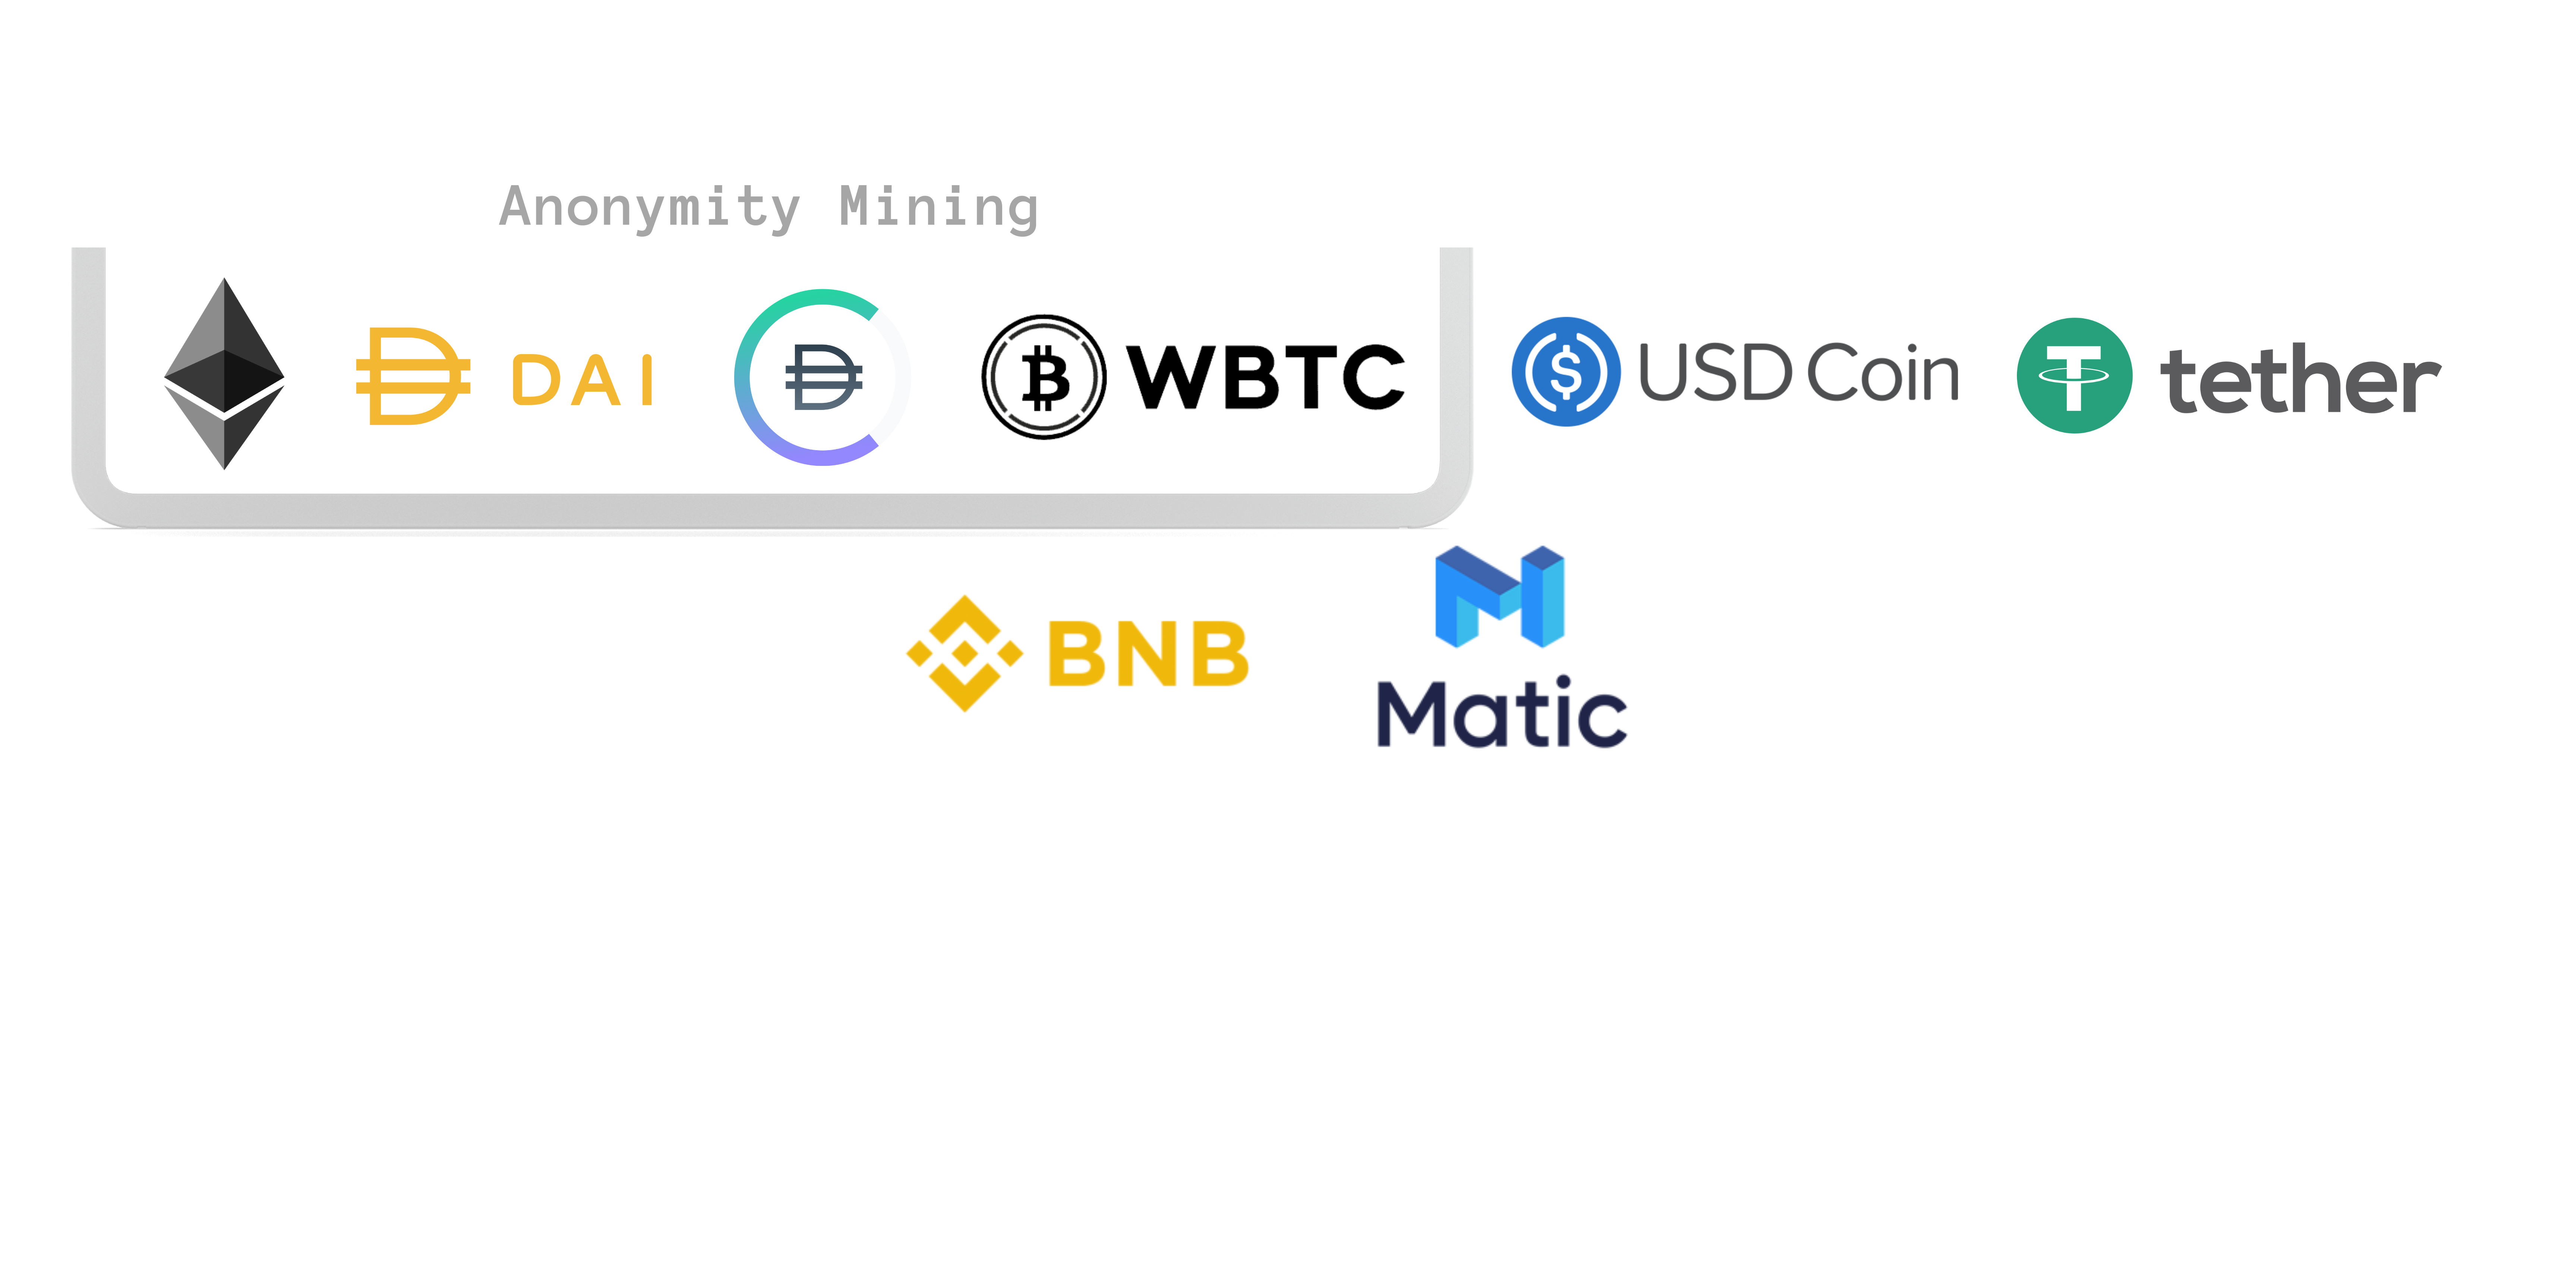 Anonymity Mining
DAI
WBTC
USD Coin
tether
BNB
Matic